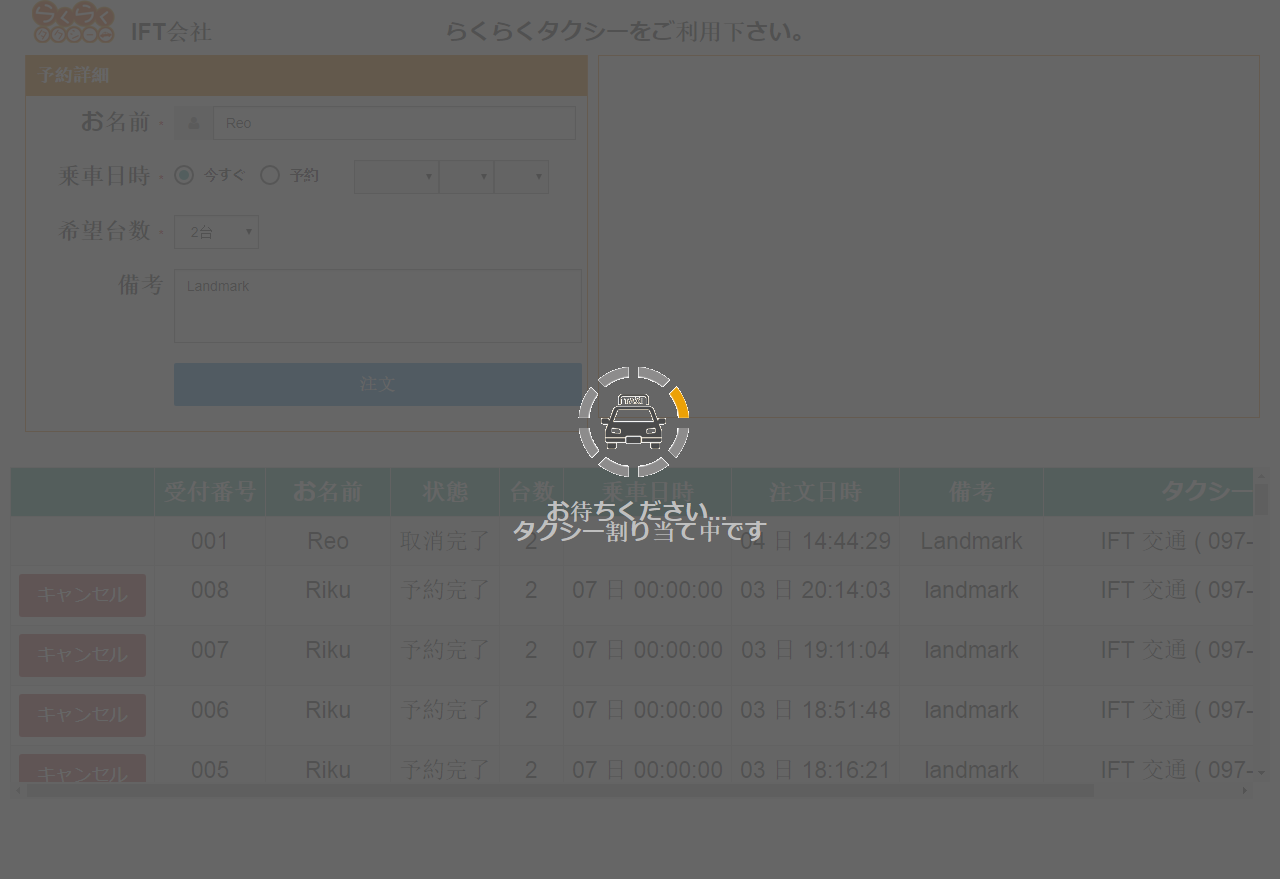 らくらく
タクシー
IFT会社
らくらくタクシーをご利用下さい。
予約詳細
お名前 *
Reo
乗車日時 *
今すぐ 予約
希望台数 *
2台
備考
Landmark
注文
TAXI
受付番号 お名前 状態 台数 乗車日時 注文日時 備考 タクシー
お待ちください...
タクシー割り当て中です
001 Reo 取消完了 2 04 日 14:44:29 Landmark IFT 交通 ( 097-
キャンセル 008 Riku 予約完了 2 07 日 00:00:00 03 日 20:14:03 landmark IFT 交通 ( 097-
キャンセル 007 Riku 予約完了 2 07 日 00:00:00 03 日 19:11:04 landmark IFT 交通 ( 097-
キャンセル 006 Riku 予約完了 2 07 日 00:00:00 03 日 18:51:48 landmark IFT 交通 ( 097-
キャンセル 005 Riku 予約完了 2 07 日 00:00:00 03 日 18:16:21 landmark IFT 交通 ( 097-